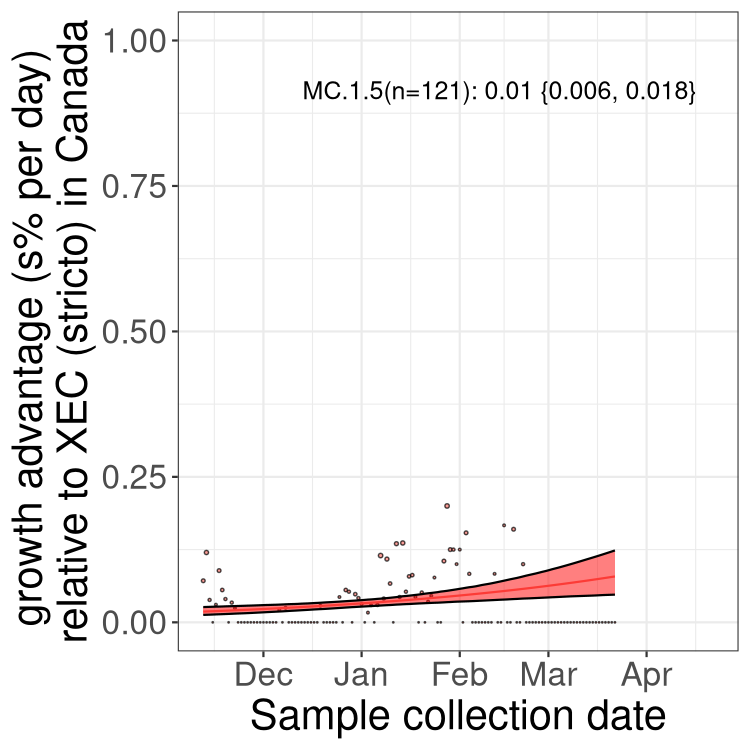 growth advantage (s% per day)
relative to XEC (stricto) in Canada
1.00
0.75
0.50
0.25
0.00
MC.1.5(n=121): 0.01 {0.006, 0.018}
Dec Jan Feb Mar Apr
Sample collection date